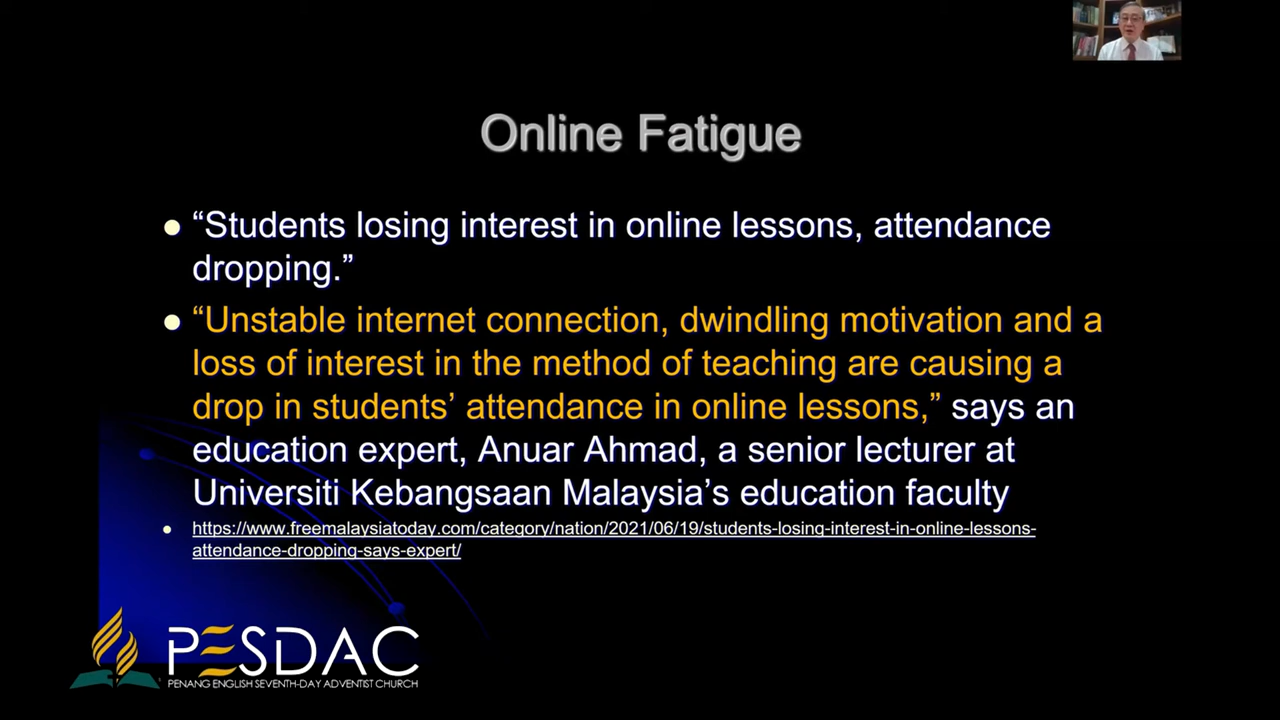 Online Fatigue
“Students losing interest in online lessons, attendance
dropping.”
“Unstable internet connection, dwindling motivation and a
loss of interest in the method of teaching are causing a
drop in students’ attendance in online lessons,” says an
education expert, Anuar Ahmad, a senior lecturer at
Universiti Kebangsaan Malaysia’s education faculty
https://www.freemalaysiatoday.com/category/nation/2021/06/19/students-losing-interest-in-online-lessons-
attendance-dropping-says-expert/
PESDAC
PENANG ENGLISH SEVENTH-DAY ADVENTIST CHURCH